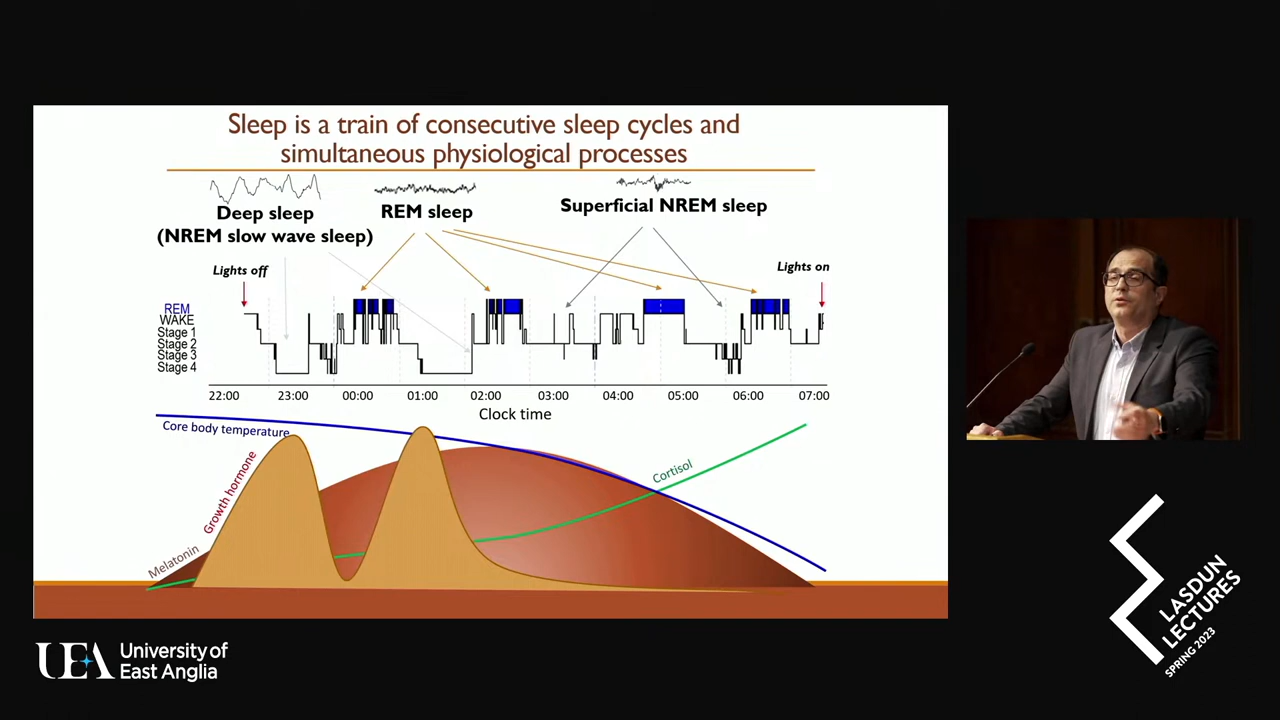 Sleep is a train of consecutive sleep cycles and
simultaneous physiological processes
Deep sleep
(NREM slow wave sleep)
REM sleep
Superficial NREM sleep
Lights off
Lights on
REM
WAKE
Stage 1
Stage 2
Stage 3
Stage 4
22:00 23:00 00:00 01:00 02:00 03:00 04:00 05:00 06:00 07:00
Clock time
Core body temperature
Growth hormone
Melatonin
Cortisol
UEA University of
East Anglia
LASDUN
LECTURES
SPRING 2023